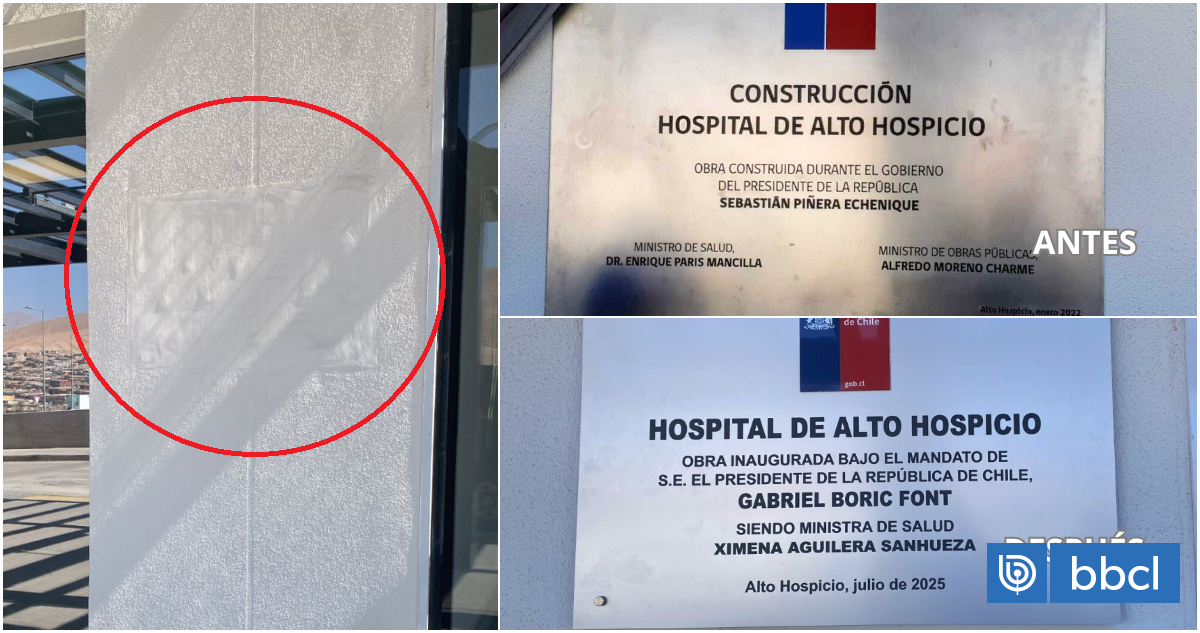 CONSTRUCCIÓN
HOSPITAL DE ALTO HOSPICIO
OBRA CONSTRUIDA DURANTE EL GOBIERNO
DEL PRESIDENTE DE LA REPÚBLICA
SEBASTIÁN PIÑERA ECHENIQUE
MINISTRO DE SALUD,
DR. ENRIQUE PARIS MANCILLA
MINISTRO DE OBRAS PÚBLICAS,
ALFREDO MORENO CHARME
Alto Hospicio, enero 2022
ANTES
de Chile
gob.cl
HOSPITAL DE ALTO HOSPICIO
OBRA INAUGURADA BAJO EL MANDATO DE
S.E. EL PRESIDENTE DE LA REPÚBLICA DE CHILE,
GABRIEL BORIC FONT
SIENDO MINISTRA DE SALUD
XIMENA AGUILERA SANHUEZA
Alto Hospicio, julio de 2025
DESPUÉS
bbcl